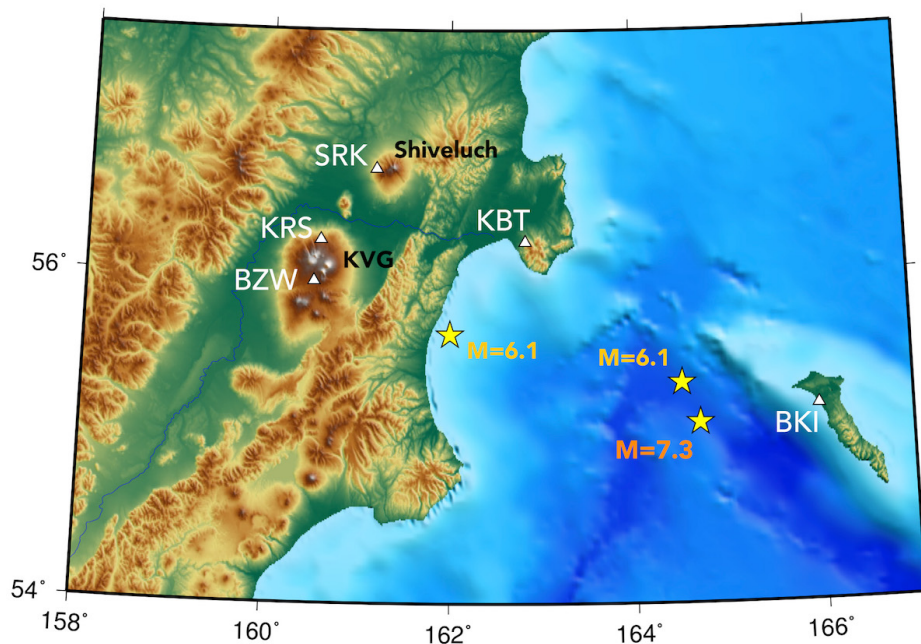 Shiveluch
SRK
KRS
KBT
KVG
56°
BZW
M=6.1
M=6.1
BKI
M=7.3
54°
158°
160°
162°
164°
166°